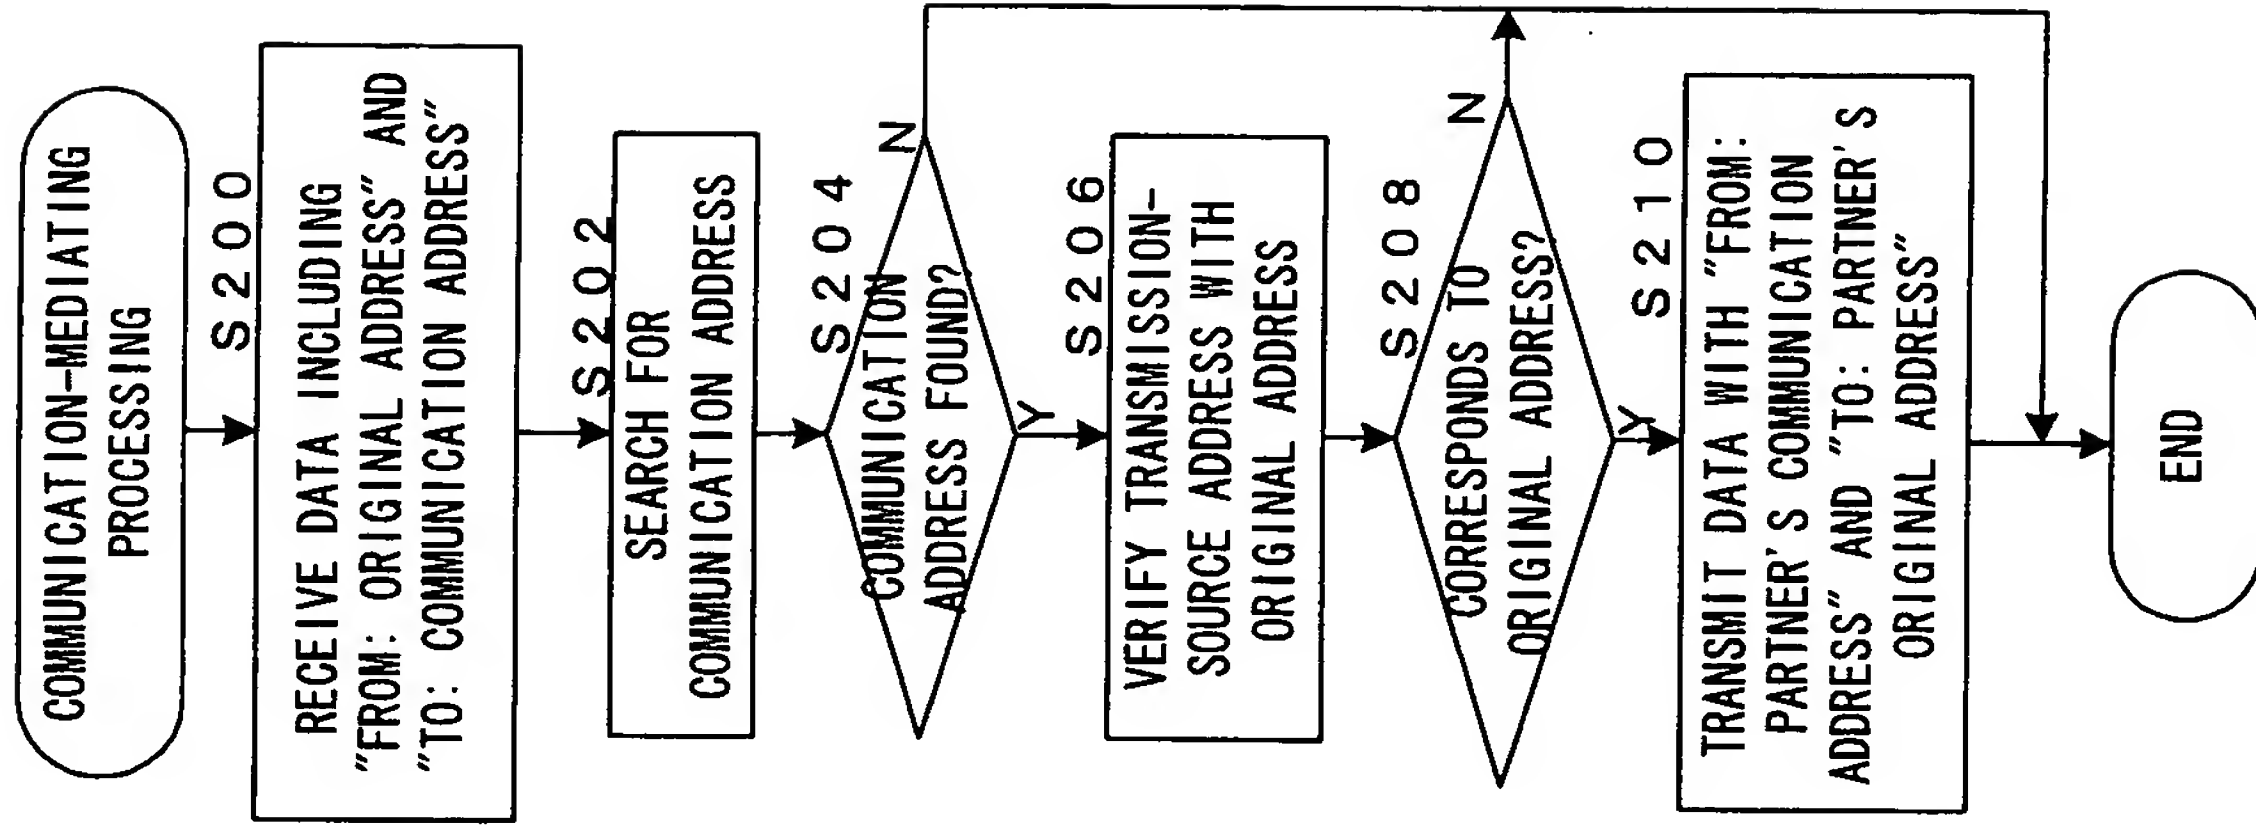 COMMUNICATION-MEDIATING
PROCESSING
S200
RECEIVE DATA INCLUDING
"FROM: ORIGINAL ADDRESS" AND
"TO: COMMUNICATION ADDRESS"
S202
SEARCH FOR
COMMUNICATION ADDRESS
S204
COMMUNICATION
ADDRESS FOUND?
N
Y
S206
VERIFY TRANSMISSION-
SOURCE ADDRESS WITH
ORIGINAL ADDRESS
S208
CORRESPONDS TO
ORIGINAL ADDRESS?
N
Y
S210
TRANSMIT DATA WITH "FROM:
PARTNER'S COMMUNICATION
ADDRESS" AND "TO: PARTNER'S
ORIGINAL ADDRESS"
END